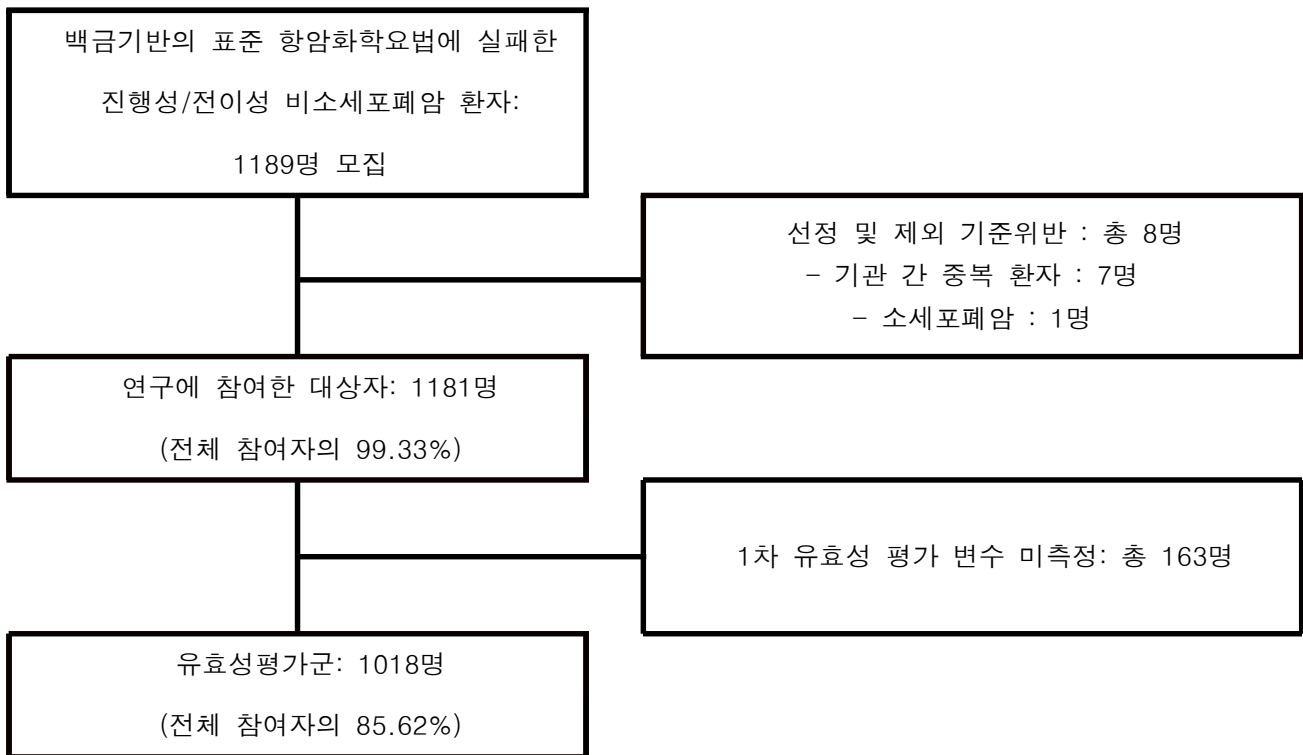 백금기반의 표준 항암화학요법에 실패한
진행성/전이성 비소세포폐암 환자:
1189명 모집
선정 및 제외 기준위반 : 총 8명
- 기관 간 중복 환자 : 7명
- 소세포폐암 : 1명
연구에 참여한 대상자: 1181명
(전체 참여자의 99.33%)
1차 유효성 평가 변수 미측정: 총 163명
유효성평가군: 1018명
(전체 참여자의 85.62%)